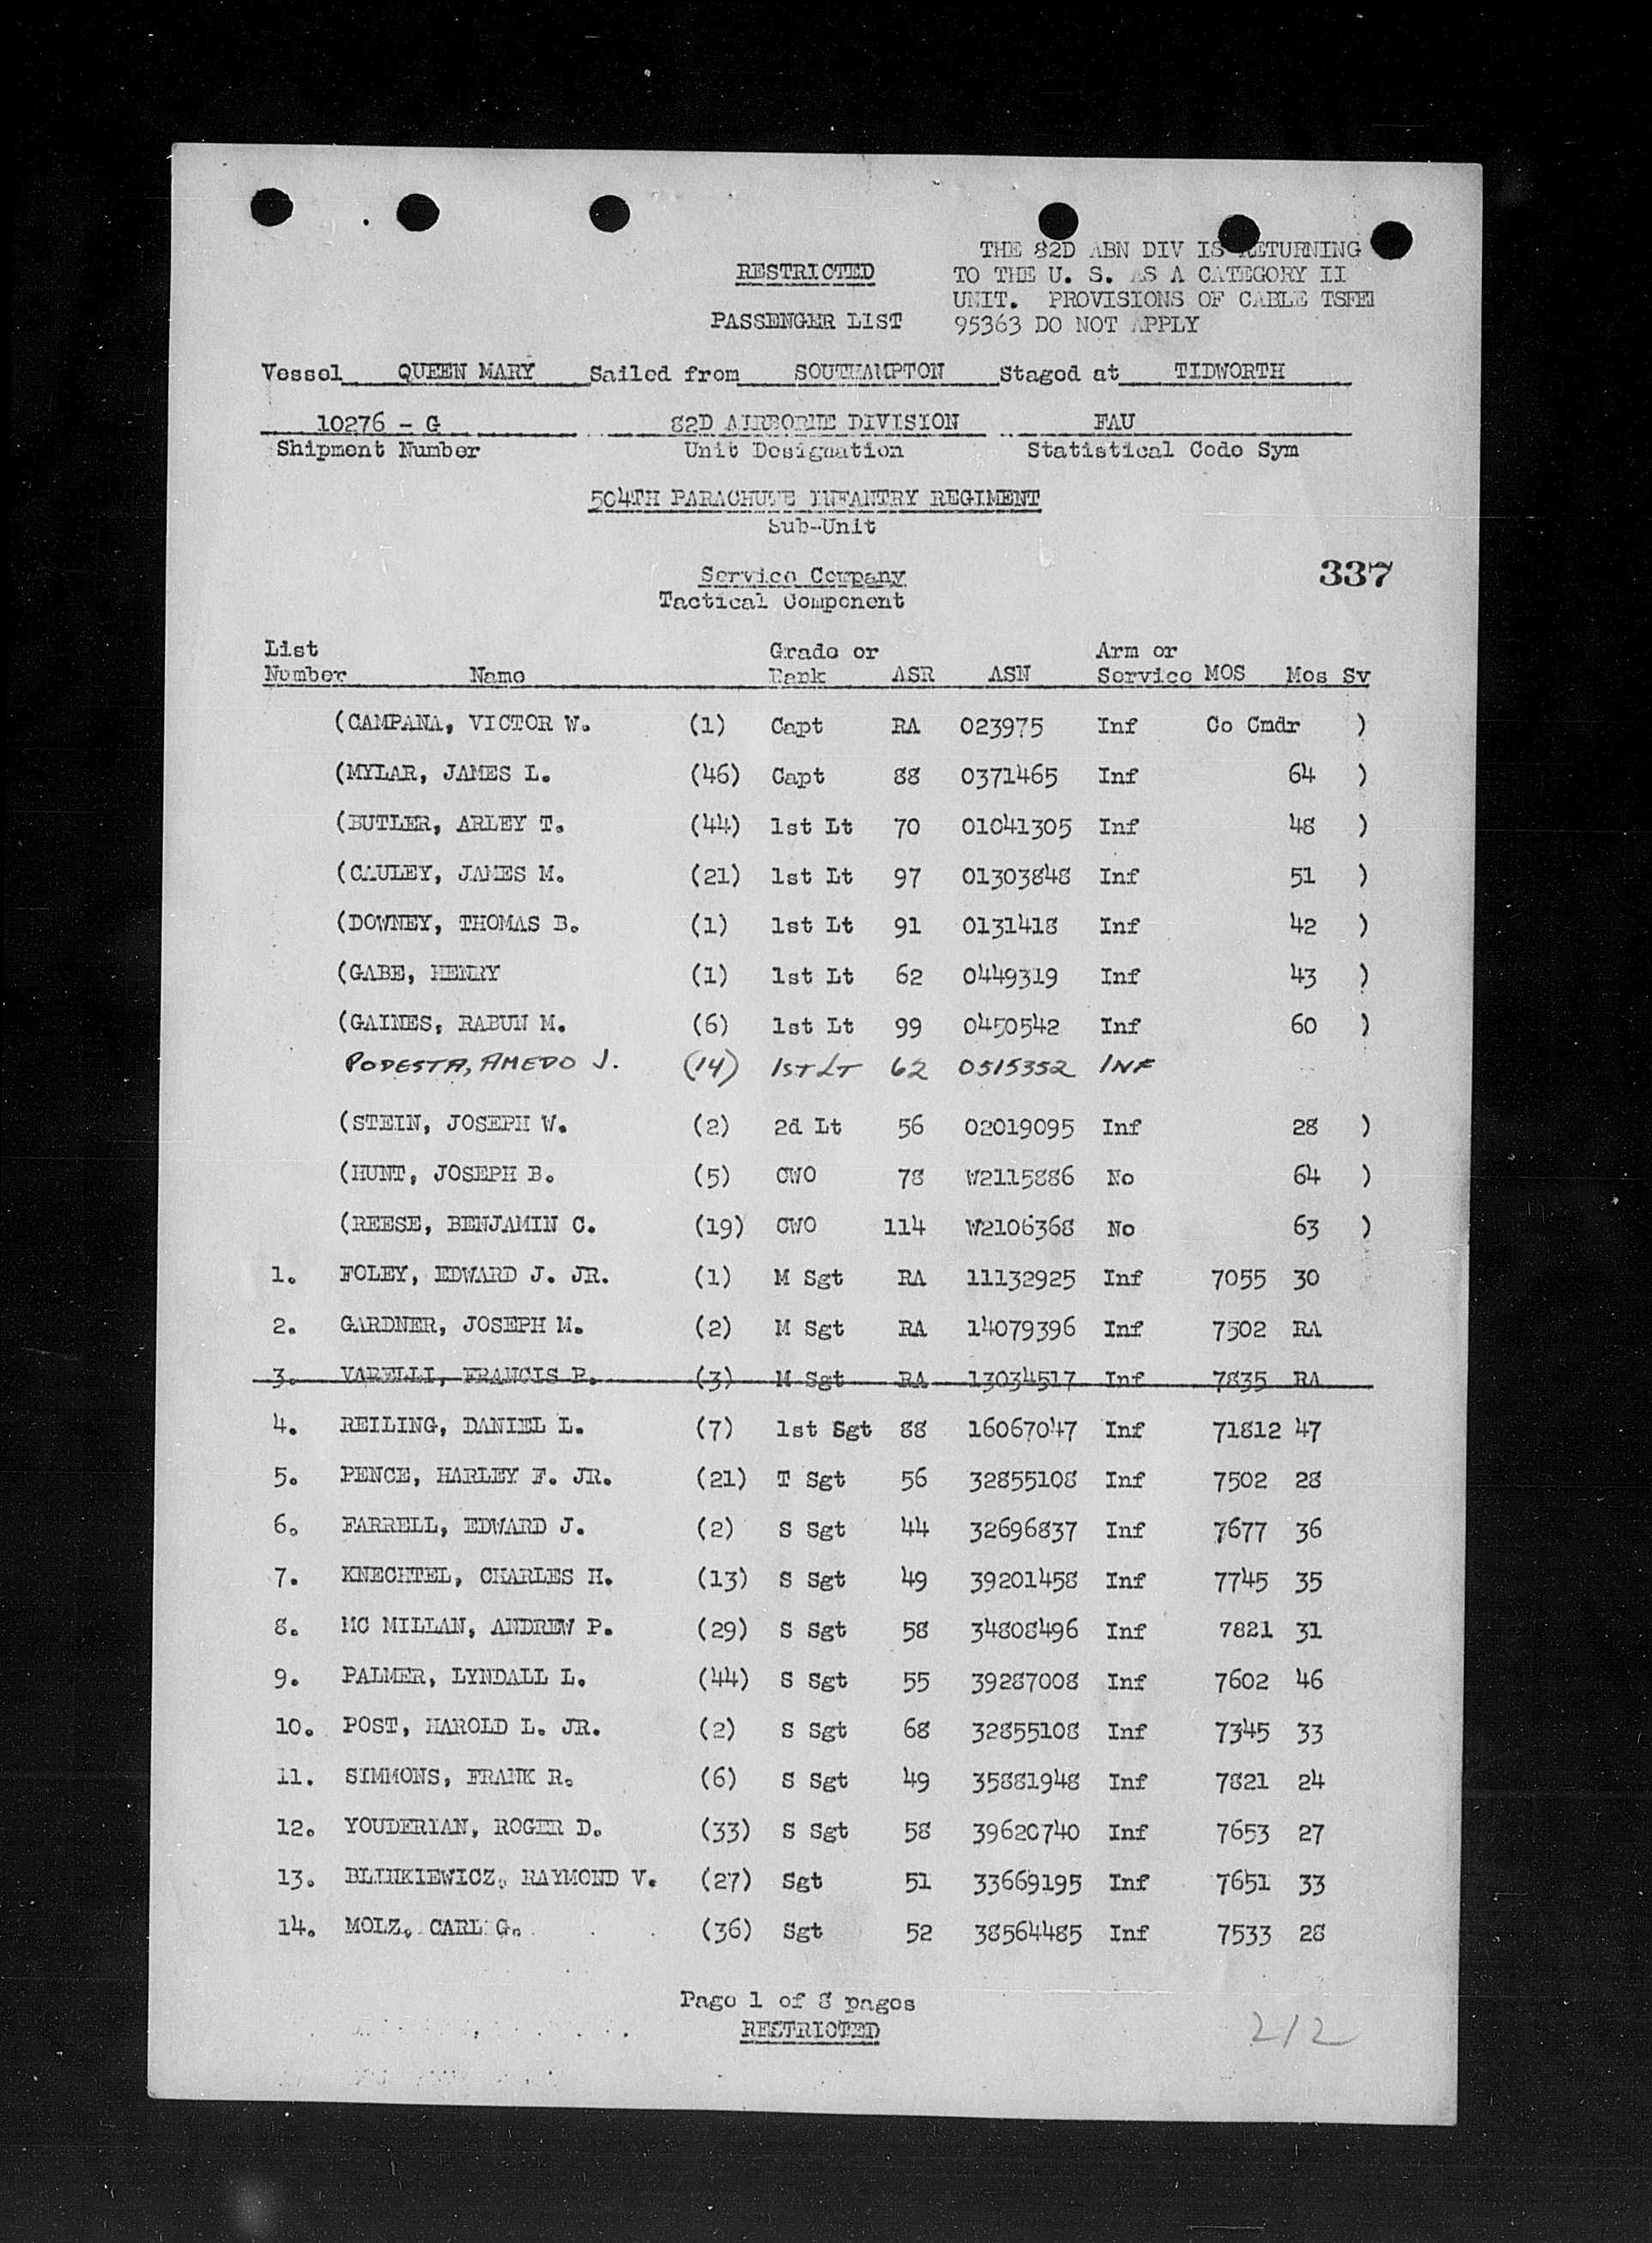 THE 82D ABN DIV IS RETURNING
TO THE U. S. AS A CATEGORY II
UNIT. PROVISIONS OF CABLE TSFEI
95363 DO NOT APPLY
RESTRICTED
PASSENGER LIST
Vessel QUEEN MARY Sailed from SOUTHAMPTON Staged at TIDWORTH
10276 - G 82D AIRBORNE DIVISION FAU
Shipment Number Unit Designation Statistical Code Sym
504TH PARACHUTE INFANTRY REGIMENT
Sub-Unit
337
Service Company
Tactical Component
List Grade or Arm or
Number Name Rank ASR ASN Service MOS Mos Sv
(CAMPANA, VICTOR W. (1) Capt RA 023975 Inf Co Cmdr )
(MYLAR, JAMES L. (46) Capt 88 0371465 Inf 64 )
(BUTLER, ARLEY T. (44) 1st Lt 70 01041305 Inf 48 )
(CAULEY, JAMES M. (21) 1st Lt 97 01303848 Inf 51 )
(DOWNEY, THOMAS B. (1) 1st Lt 91 0131418 Inf 42 )
(GABE, HENRY (1) 1st Lt 62 0449319 Inf 43 )
(GAINES, RABUN M. (6) 1st Lt 99 0450542 Inf 60 )
PODESTA, AMEDO J. (14) 1ST LT 62 0515352 INF
(STEIN, JOSEPH W. (2) 2d Lt 56 02019095 Inf 28 )
(HUNT, JOSEPH B. (5) CWO 78 W2115886 No 64 )
(REESE, BENJAMIN C. (19) CWO 114 W2106368 No 63 )
1. FOLEY, EDWARD J. JR. (1) M Sgt RA 11132925 Inf 7055 30
2. GARDNER, JOSEPH M. (2) M Sgt RA 14079396 Inf 7502 RA
3. VARELLI, FRANCIS P. (3) M Sgt RA 13034517 Inf 7835 RA
4. REILING, DANIEL L. (7) 1st Sgt 88 16067047 Inf 71812 47
5. PENCE, HARLEY F. JR. (21) T Sgt 56 32855108 Inf 7502 28
6. FARRELL, EDWARD J. (2) S Sgt 44 32696837 Inf 7677 36
7. KNECHTEL, CHARLES H. (13) S Sgt 49 39201458 Inf 7745 35
8. MC MILLAN, ANDREW P. (29) S Sgt 58 34808496 Inf 7821 31
9. PALMER, LYNDALL L. (44) S Sgt 55 39287008 Inf 7602 46
10. POST, HAROLD L. JR. (2) S Sgt 68 32855108 Inf 7345 33
11. SIMMONS, FRANK R. (6) S Sgt 49 35881948 Inf 7821 24
12. YOUDERIAN, ROGER D. (33) S Sgt 58 39620740 Inf 7653 27
13. BLINKIEWICZ, RAYMOND V. (27) Sgt 51 33669195 Inf 7651 33
14. MOLZ, CARL G. (36) Sgt 52 38564485 Inf 7533 28
Page 1 of 8 pages
RESTRICTED
212